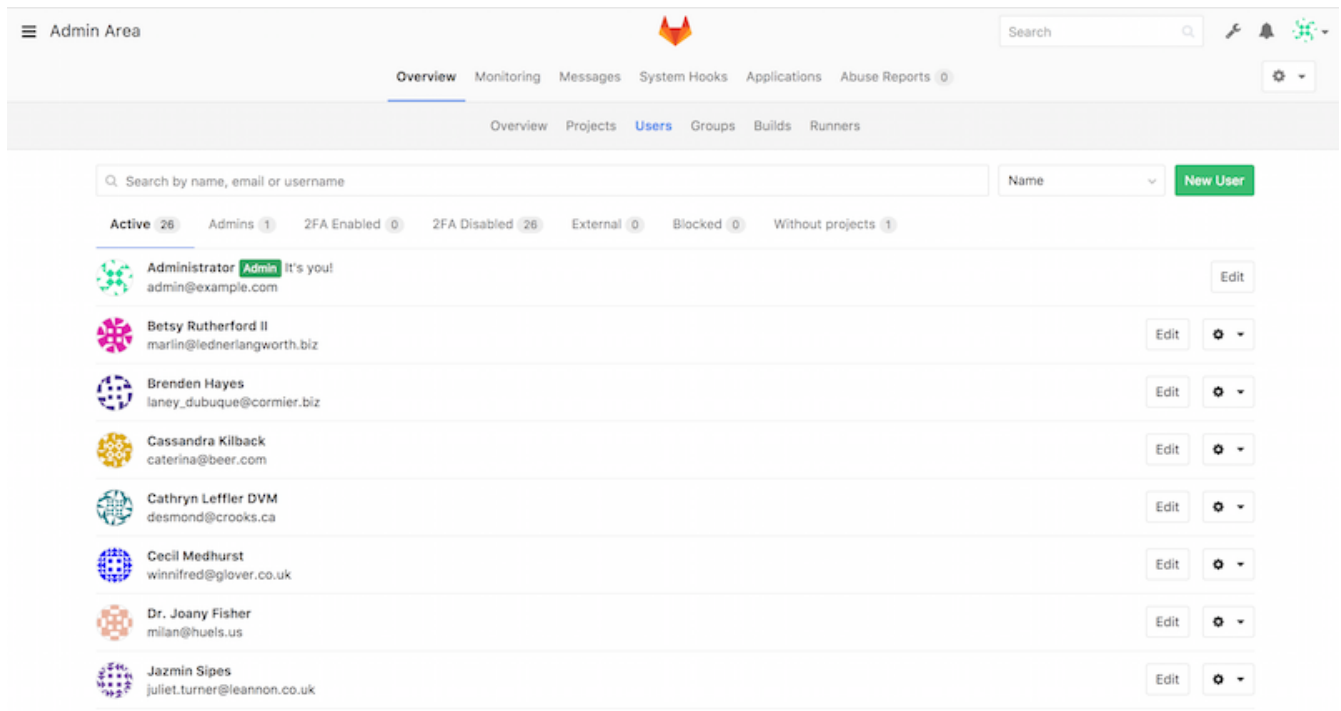 Admin Area
Search
Overview Monitoring Messages System Hooks Applications Abuse Reports 0
Overview Projects Users Groups Builds Runners
Search by name, email or username
Name
New User
Active 26 Admins 1 2FA Enabled 0 2FA Disabled 26 External 0 Blocked 0 Without projects 1
Administrator Admin It's you!
admin@example.com
Edit
Betsy Rutherford II
marlin@lednerlangworth.biz
Edit
Brenden Hayes
laney_dubuque@cormier.biz
Edit
Cassandra Kilback
caterina@beer.com
Edit
Cathryn Leffler DVM
desmond@crooks.ca
Edit
Cecil Medhurst
winnifred@glover.co.uk
Edit
Dr. Joany Fisher
milan@huels.us
Edit
Jazmin Sipes
juliet.turner@leannon.co.uk
Edit